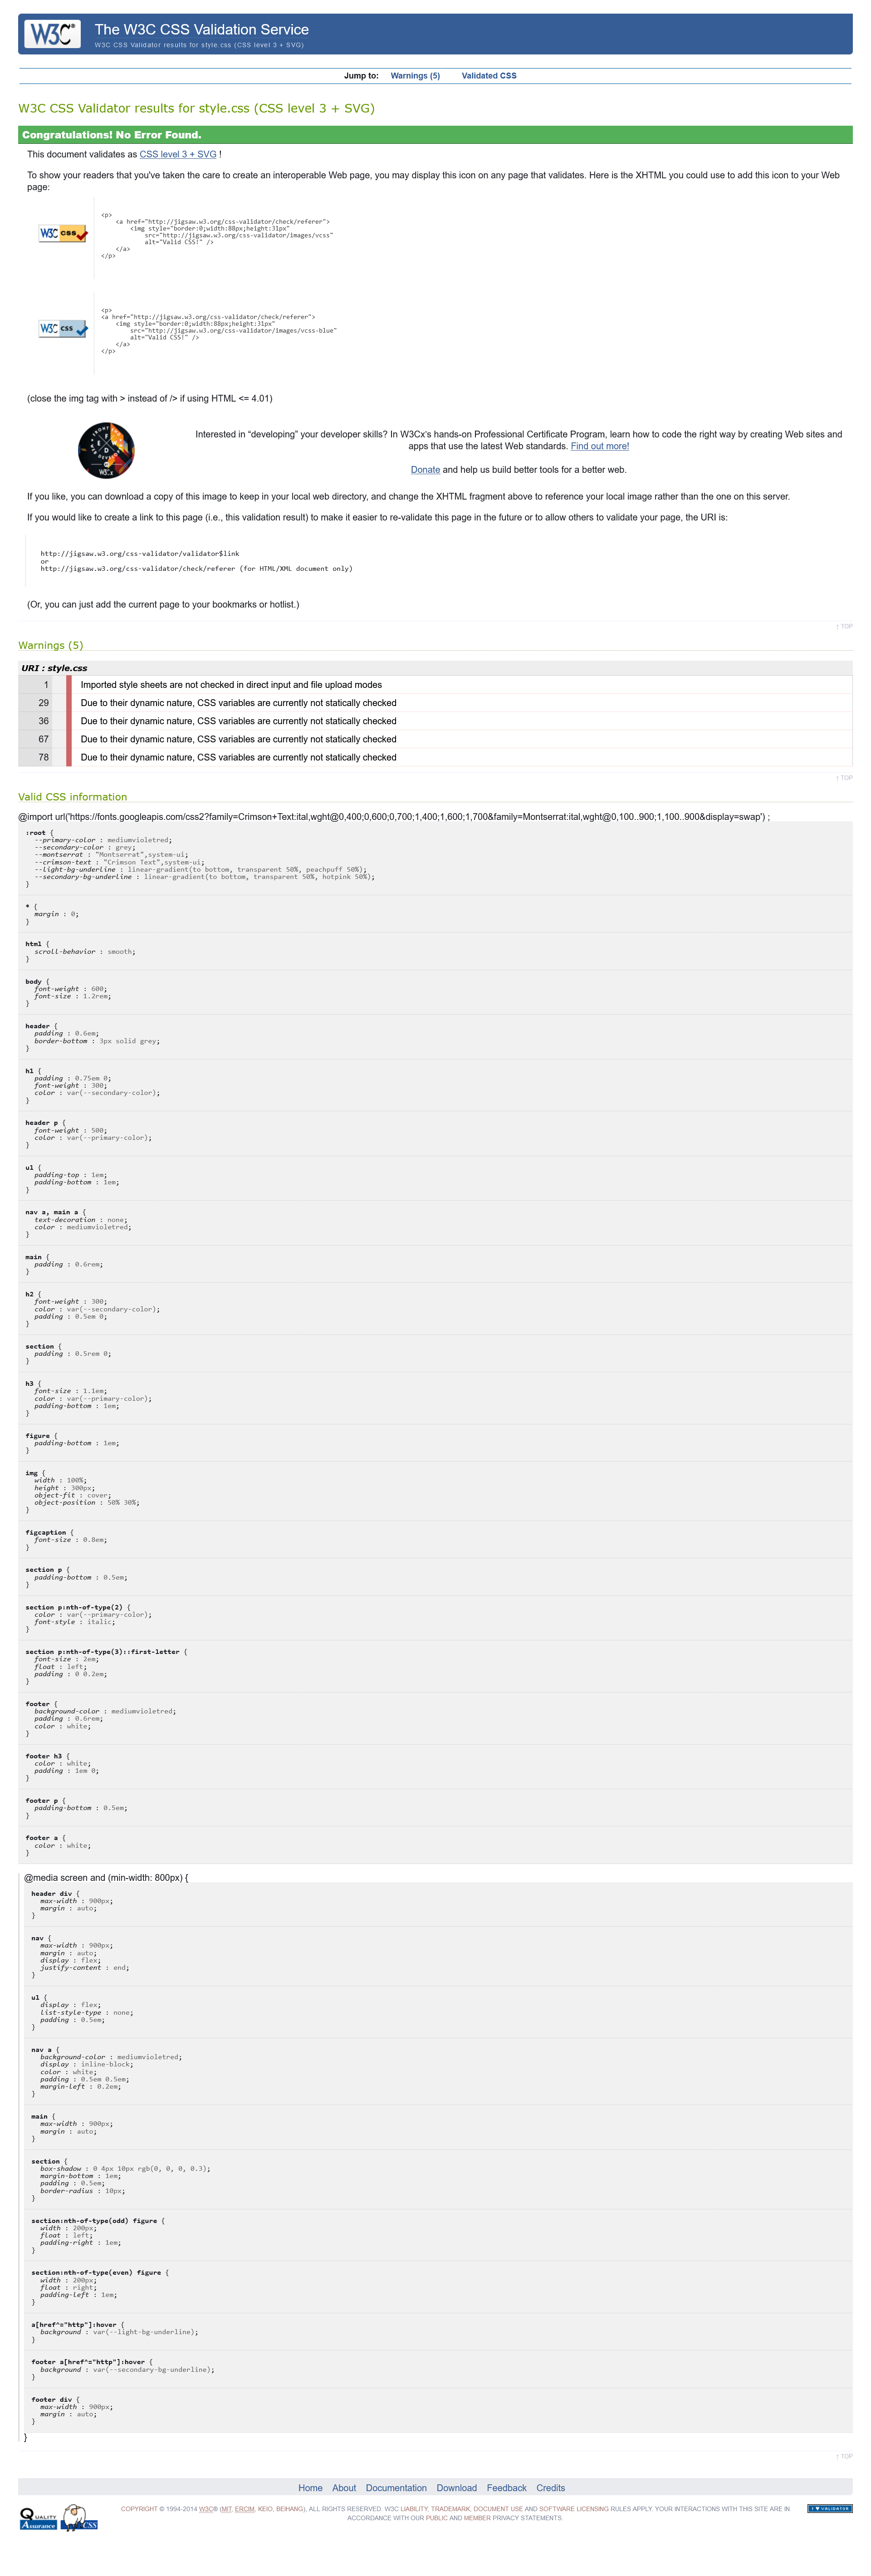 W3C®
The W3C CSS Validation Service
W3C CSS Validator results for style.css (CSS level 3 + SVG)
Jump to: Warnings (5) Validated CSS
W3C CSS Validator results for style.css (CSS level 3 + SVG)
Congratulations! No Error Found.
This document validates as CSS level 3 + SVG !
To show your readers that you've taken the care to create an interoperable Web page, you may display this icon on any page that validates. Here is the XHTML you could use to add this icon to your Web
page:
W3C css
<p>
<a href="http://jigsaw.w3.org/css-validator/check/referer">
<img style="border:0;width:88px;height:31px"
src="http://jigsaw.w3.org/css-validator/images/vcss"
alt="Valid CSS!" />
</a>
</p>
W3C css
<p>
<a href="http://jigsaw.w3.org/css-validator/check/referer">
<img style="border:0;width:88px;height:31px"
src="http://jigsaw.w3.org/css-validator/images/vcss-blue"
alt="Valid CSS!" />
</a>
</p>
(close the img tag with > instead of /> if using HTML <= 4.01)
Interested in “developing” your developer skills? In W3Cx‘s hands-on Professional Certificate Program, learn how to code the right way by creating Web sites and
apps that use the latest Web standards. Find out more!
Donate and help us build better tools for a better web.
If you like, you can download a copy of this image to keep in your local web directory, and change the XHTML fragment above to reference your local image rather than the one on this server.
If you would like to create a link to this page (i.e., this validation result) to make it easier to re-validate this page in the future or to allow others to validate your page, the URI is:
http://jigsaw.w3.org/css-validator/validator$link
or
http://jigsaw.w3.org/css-validator/check/referer (for HTML/XML document only)
(Or, you can just add the current page to your bookmarks or hotlist.)
↑ TOP
Warnings (5)
URI : style.css
1 Imported style sheets are not checked in direct input and file upload modes
29 Due to their dynamic nature, CSS variables are currently not statically checked
36 Due to their dynamic nature, CSS variables are currently not statically checked
67 Due to their dynamic nature, CSS variables are currently not statically checked
78 Due to their dynamic nature, CSS variables are currently not statically checked
↑ TOP
Valid CSS information
@import url('https://fonts.googleapis.com/css2?family=Crimson+Text:ital,wght@0,400;0,600;0,700;1,400;1,600;1,700&family=Montserrat:ital,wght@0,100..900;1,100..900&display=swap') ;
:root {
--primary-color : mediumvioletred;
--secondary-color : grey;
--montserrat : "Montserrat",system-ui;
--crimson-text : "Crimson Text",system-ui;
--light-bg-underline : linear-gradient(to bottom, transparent 50%, peachpuff 50%);
--secondary-bg-underline : linear-gradient(to bottom, transparent 50%, hotpink 50%);
}
* {
margin : 0;
}
html {
scroll-behavior : smooth;
}
body {
font-weight : 600;
font-size : 1.2rem;
}
header {
padding : 0.6em;
border-bottom : 3px solid grey;
}
h1 {
padding : 0.75em 0;
font-weight : 300;
color : var(--secondary-color);
}
header p {
font-weight : 500;
color : var(--primary-color);
}
ul {
padding-top : 1em;
padding-bottom : 1em;
}
nav a, main a {
text-decoration : none;
color : mediumvioletred;
}
main {
padding : 0.6rem;
}
h2 {
font-weight : 300;
color : var(--secondary-color);
padding : 0.5em 0;
}
section {
padding : 0.5rem 0;
}
h3 {
font-size : 1.1em;
color : var(--primary-color);
padding-bottom : 1em;
}
figure {
padding-bottom : 1em;
}
img {
width : 100%;
height : 300px;
object-fit : cover;
object-position : 50% 30%;
}
figcaption {
font-size : 0.8em;
}
section p {
padding-bottom : 0.5em;
}
section p:nth-of-type(2) {
color : var(--primary-color);
font-style : italic;
}
section p:nth-of-type(3)::first-letter {
font-size : 2em;
float : left;
padding : 0 0.2em;
}
footer {
background-color : mediumvioletred;
padding : 0.6rem;
color : white;
}
footer h3 {
color : white;
padding : 1em 0;
}
footer p {
padding-bottom : 0.5em;
}
footer a {
color : white;
}
@media screen and (min-width: 800px) {
header div {
max-width : 900px;
margin : auto;
}
nav {
max-width : 900px;
margin : auto;
display : flex;
justify-content : end;
}
ul {
display : flex;
list-style-type : none;
padding : 0.5em;
}
nav a {
background-color : mediumvioletred;
display : inline-block;
color : white;
padding : 0.5em 0.5em;
margin-left : 0.2em;
}
main {
max-width : 900px;
margin : auto;
}
section {
box-shadow : 0 4px 10px rgb(0, 0, 0, 0.3);
margin-bottom : 1em;
padding : 0.5em;
border-radius : 10px;
}
section:nth-of-type(odd) figure {
width : 200px;
float : left;
padding-right : 1em;
}
section:nth-of-type(even) figure {
width : 200px;
float : right;
padding-left : 1em;
}
a[href^="http"]:hover {
background : var(--light-bg-underline);
}
footer a[href^="http"]:hover {
background : var(--secondary-bg-underline);
}
footer div {
max-width : 900px;
margin : auto;
}
}
↑ TOP
Home About Documentation Download Feedback Credits
Quality Assurance CSS
COPYRIGHT © 1994-2014 W3C® (MIT, ERCIM, KEIO, BEIHANG), ALL RIGHTS RESERVED. W3C LIABILITY, TRADEMARK, DOCUMENT USE AND SOFTWARE LICENSING RULES APPLY. YOUR INTERACTIONS WITH THIS SITE ARE IN
ACCORDANCE WITH OUR PUBLIC AND MEMBER PRIVACY STATEMENTS.
I ♥ VALIDATOR